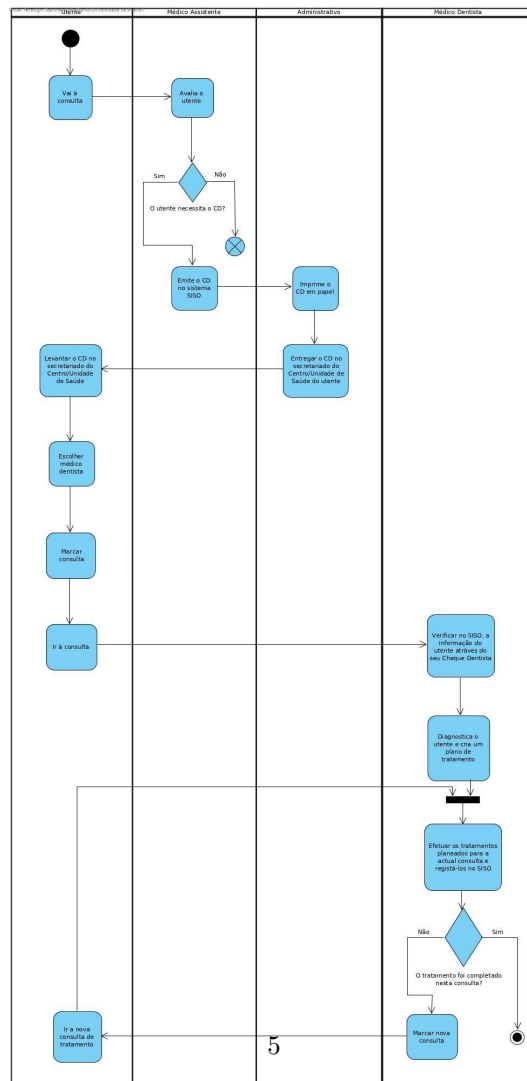 Utente
Médico Assistente
Administrativo
Médico Dentista
Vai à
consulta
Avalia o
utente
Sim
Não
O utente necessita o CD?
Emite o CD
no sistema
SISO
Imprime o
CD em papel
Levantar o CD no
secretariado do
Centro/Unidade
de Saúde
Entregar o CD no
secretariado do
Centro/Unidade de
Saúde do utente
Escolher
médico
dentista
Marcar
consulta
Ir à consulta
Verificar no SISO, a
informação do
utente atráves do
seu Cheque Dentista
Diagnostica o
utente e cria um
plano de
tratamento
Efetuar os tratamentos
planeados para a
actual consulta e
registá-los no SISO
Não
Sim
O tratamento foi completado
nesta consulta?
Ir a nova
consulta de
tratamento
Marcar nova
consulta
5